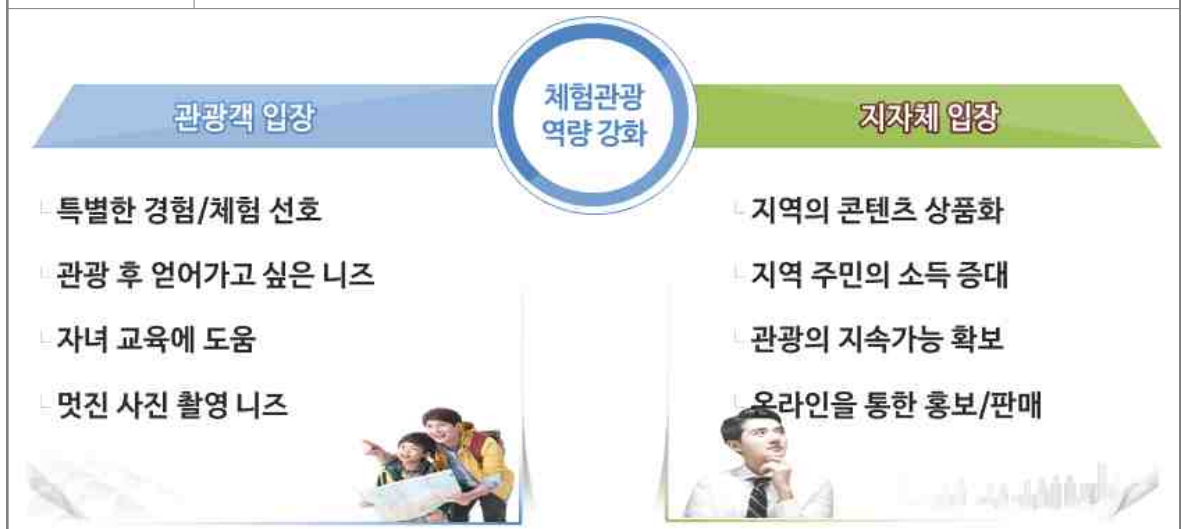 체험관광
역량 강화
관광객 입장
특별한 경험/체험 선호
관광 후 얻어가고 싶은 니즈
자녀 교육에 도움
멋진 사진 촬영 니즈
지자체 입장
지역의 콘텐츠 상품화
지역 주민의 소득 증대
관광의 지속가능 확보
온라인을 통한 홍보/판매